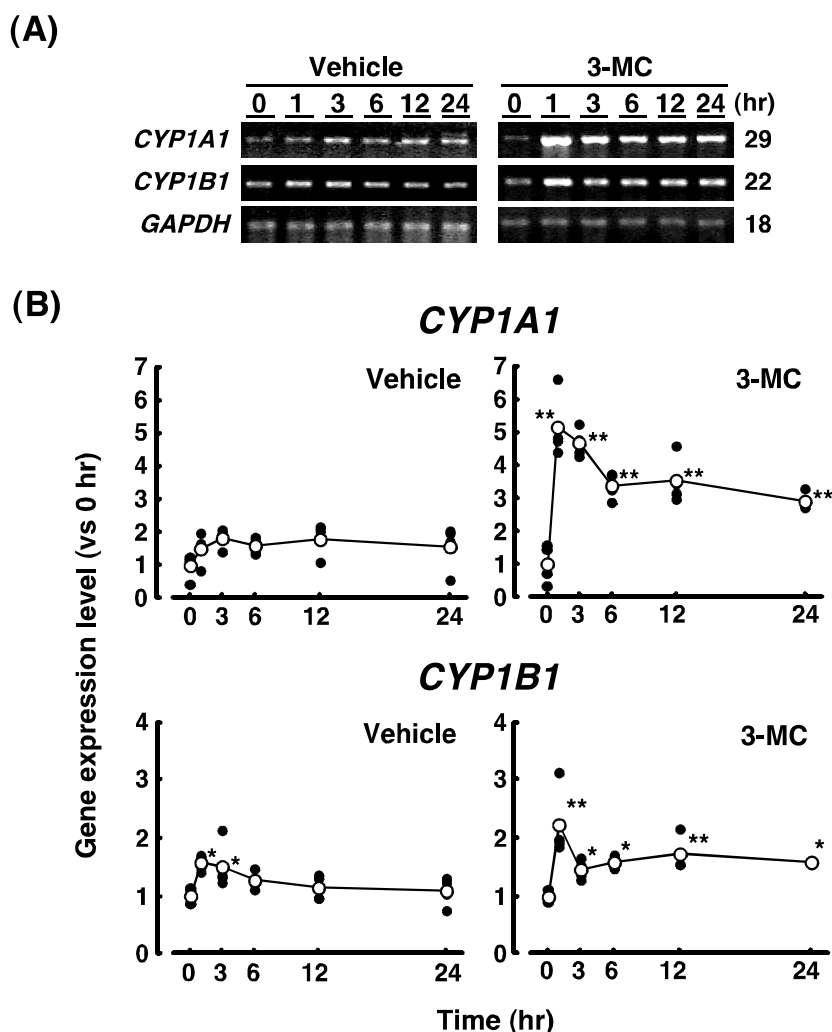 (A)
Vehicle 3-MC
0 1 3 6 12 24 0 1 3 6 12 24 (hr)
CYP1A1 29
CYP1B1 22
GAPDH 18
(B)
CYP1A1
Vehicle 3-MC
7 7
6 6
5 ** 5 **
4 4 ** **
3 3 **
2 2
1 1
0 0
0 3 6 12 24 0 3 6 12 24
CYP1B1
Vehicle 3-MC
4 4
3 3
2 * * 2 ** * * ** *
1 1
0 0
0 3 6 12 24 0 3 6 12 24
Gene expression level (vs 0 hr)
Time (hr)